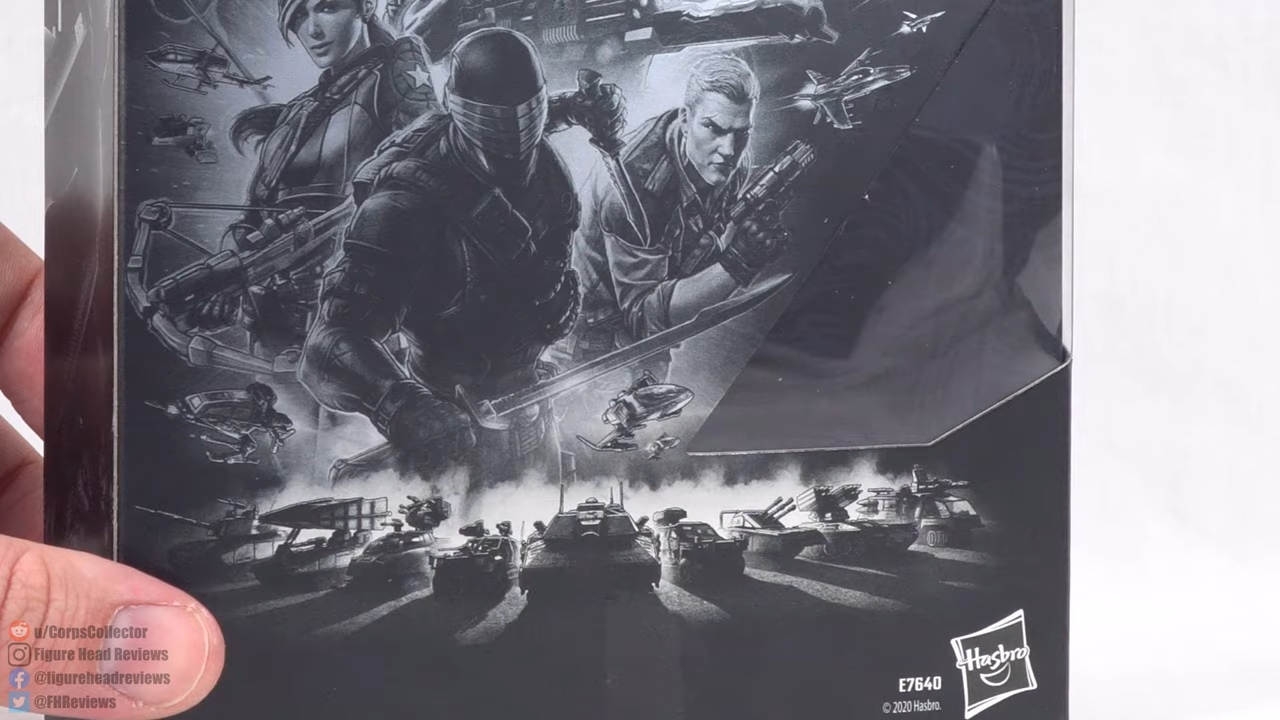 u/CorpsCollector
Figure Head Reviews
@figureheadreviews
@FHReviews
Hasbro
E7640
© 2020 Hasbro.